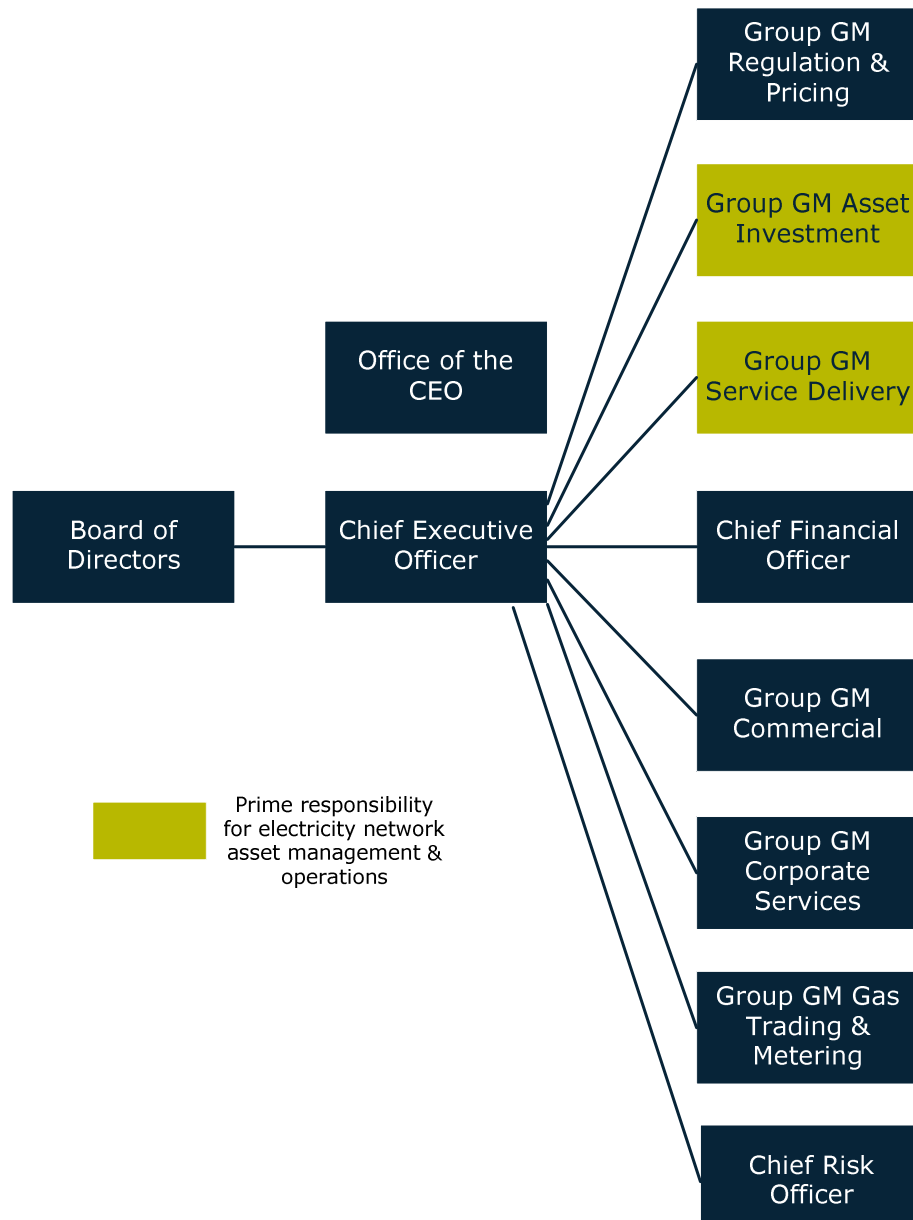 Group GM
Regulation &
Pricing
Group GM Asset
Investment
Group GM
Service Delivery
Office of the
CEO
Board of
Directors
Chief Executive
Officer
Chief Financial
Officer
Group GM
Commercial
Prime responsibility
for electricity network
asset management &
operations
Group GM
Corporate
Services
Group GM Gas
Trading &
Metering
Chief Risk
Officer